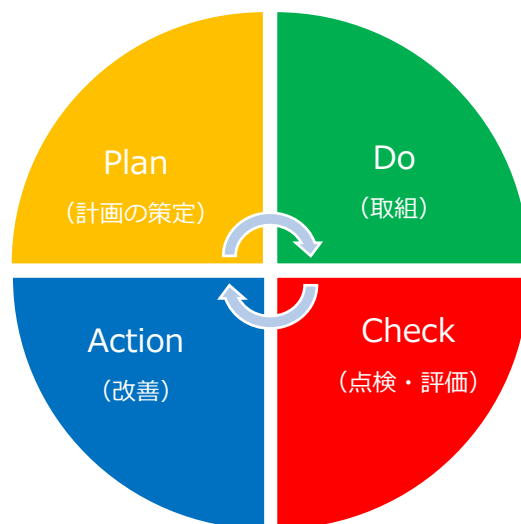 Plan
（計画の策定）
Do
（取組）
Check
（点検・評価）
Action
（改善）